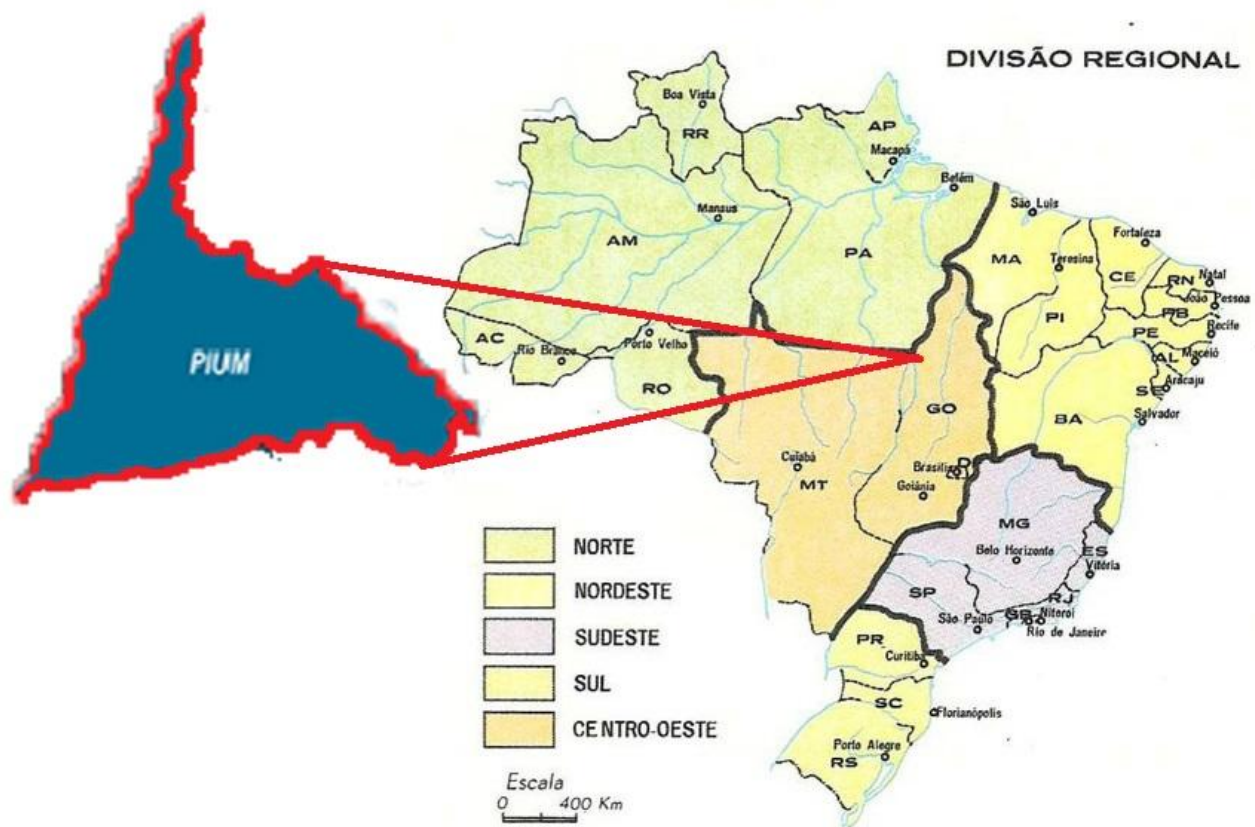 DIVISÃO REGIONAL
PIUM
Boa Vista
RR
AP
Macapá
Belém
São Luis
Manaus
Fortaleza
AM
PA
MA
Teresina
CE
RN
Natal
João Pessoa
PB
PI
PE
Recife
AC
Rio Branco
Porto Velho
AL
Maceió
Aracaju
SE
RO
GO
BA
Salvador
Cuiabá
MT
Brasília
D
Goiânia
MG
Belo Horizonte
ES
Vitória
SP
RJ
São Paulo
GB
Niteroi
Rio de Janeire
PR
Curitiba
SC
Florianópolis
Porto Alegre
RS
NORTE
NORDESTE
SUDESTE
SUL
CENTRO-OESTE
Escala
0 400 Km